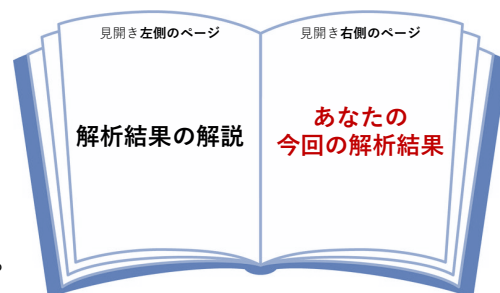 見開き左側のページ
解析結果の解説
見開き右側のページ
あなたの
今回の解析結果
。